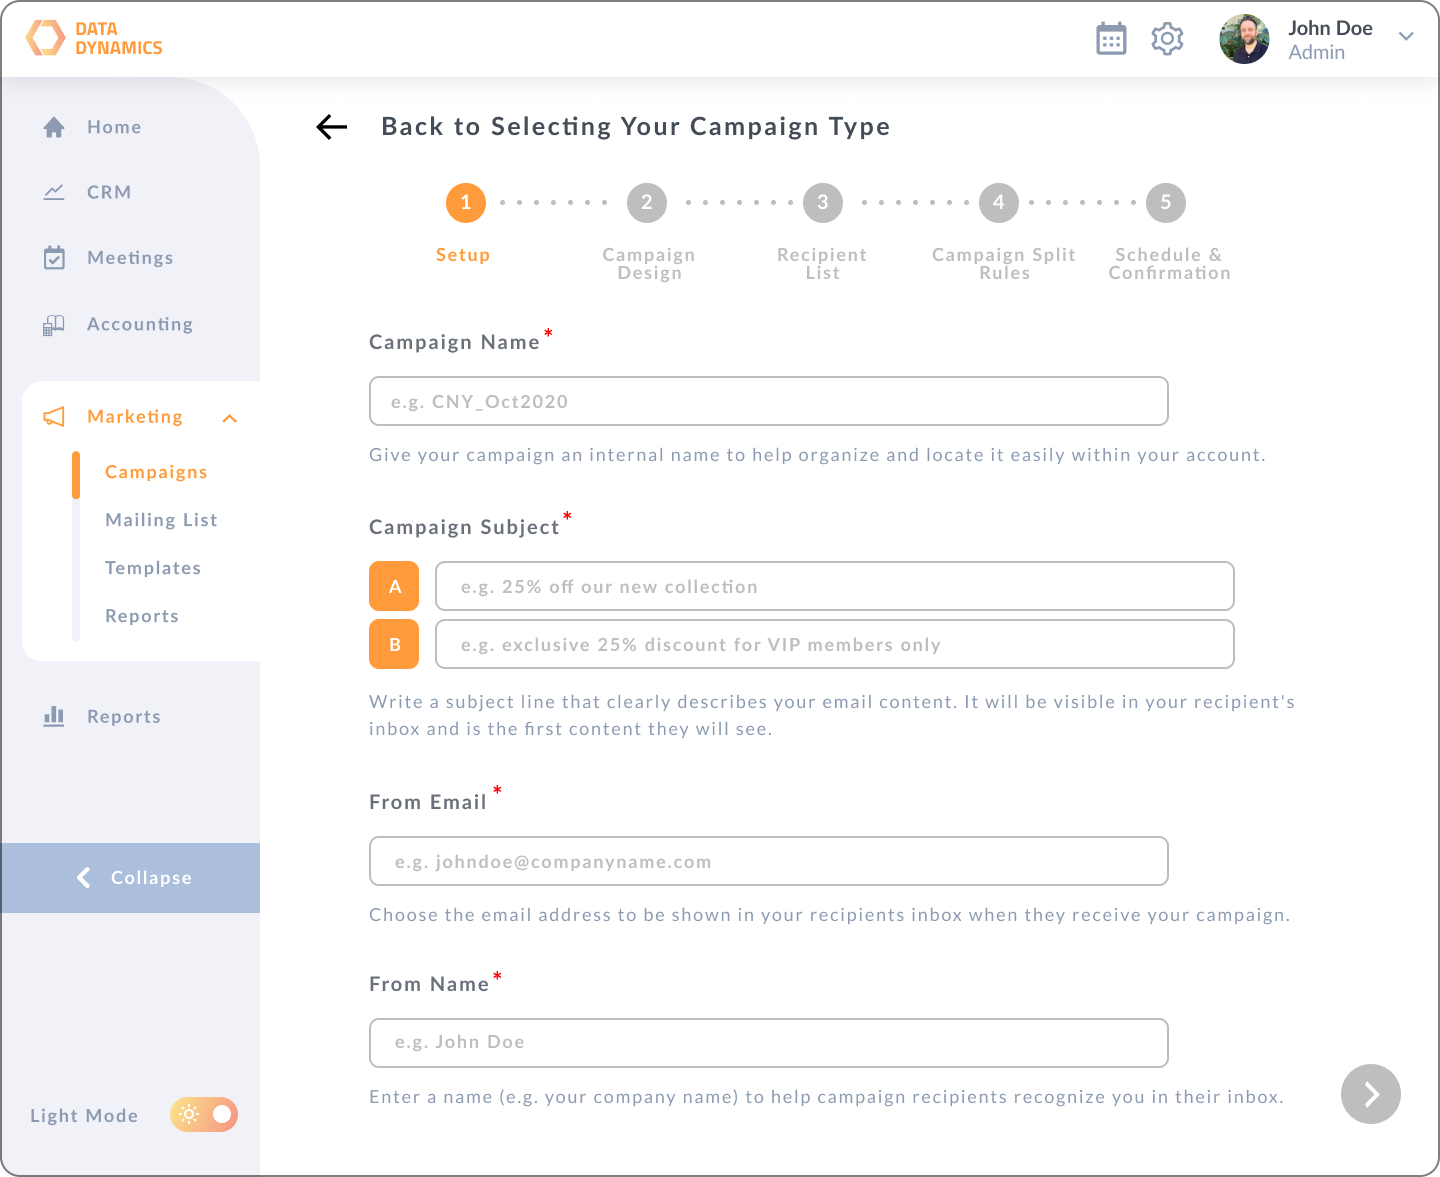 DATA
DYNAMICS
John Doe
Admin
Home
CRM
Meetings
Accounting
Marketing
Campaigns
Mailing List
Templates
Reports
Reports
Collapse
Light Mode
Back to Selecting Your Campaign Type
1
2
3
4
5
Setup
Campaign
Design
Recipient
List
Campaign Split
Rules
Schedule &
Confirmation
Campaign Name*
e.g. CNY_Oct2020
Give your campaign an internal name to help organize and locate it easily within your account.
Campaign Subject*
A
e.g. 25% off our new collection
B
e.g. exclusive 25% discount for VIP members only
Write a subject line that clearly describes your email content. It will be visible in your recipient's
inbox and is the first content they will see.
From Email *
e.g. johndoe@companyname.com
Choose the email address to be shown in your recipients inbox when they receive your campaign.
From Name*
e.g. John Doe
Enter a name (e.g. your company name) to help campaign recipients recognize you in their inbox.